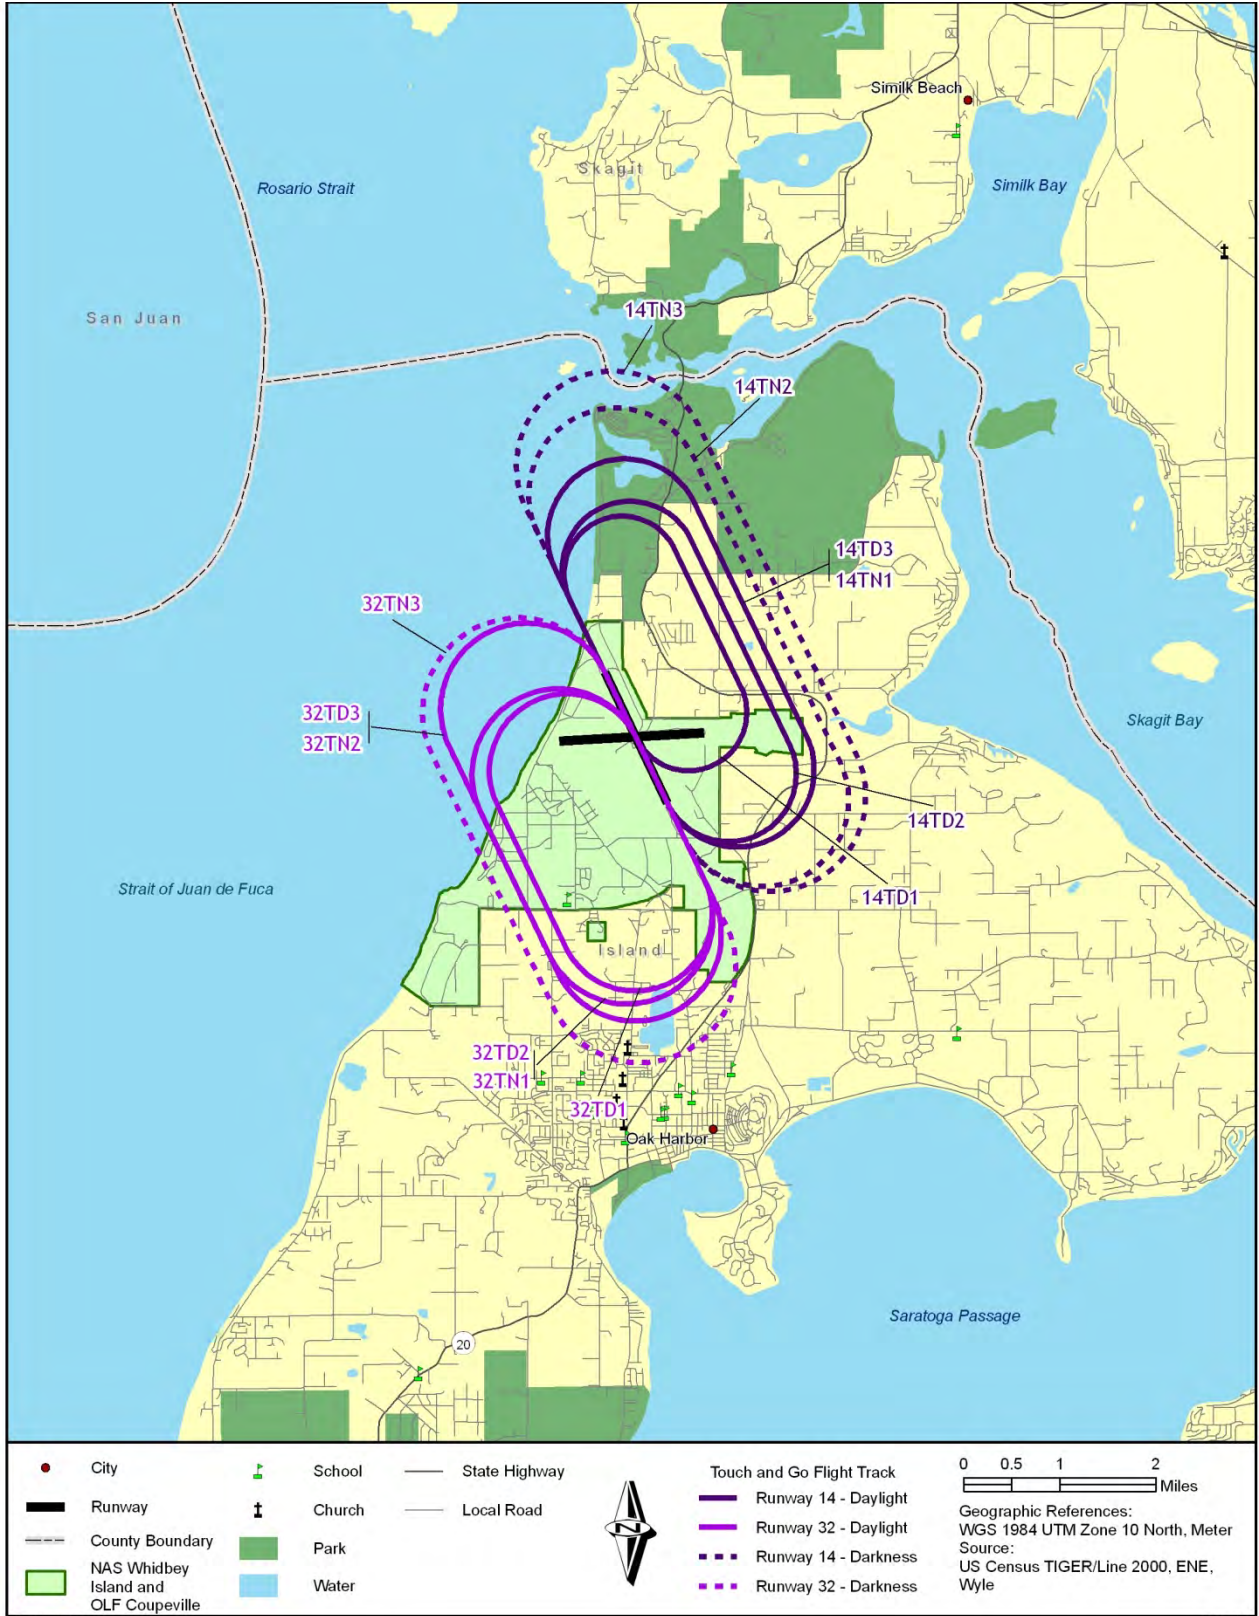 Similk Beach
Skagit
Rosario Strait
Similk Bay
San Juan
14TN3
14TN2
14TD3
14TN1
32TN3
32TD3
32TN2
Skagit Bay
14TD2
Strait of Juan de Fuca
14TD1
Island
32TD2
32TN1
32TD1
Oak Harbor
Saratoga Passage
20
City
Runway
County Boundary
NAS Whidbey
Island and
OLF Coupeville
School
Church
Park
Water
State Highway
Local Road
N
Touch and Go Flight Track
Runway 14 - Daylight
Runway 32 - Daylight
Runway 14 - Darkness
Runway 32 - Darkness
0 0.5 1 2
Miles
Geographic References:
WGS 1984 UTM Zone 10 North, Meter
Source:
US Census TIGER/Line 2000, ENE,
Wyle